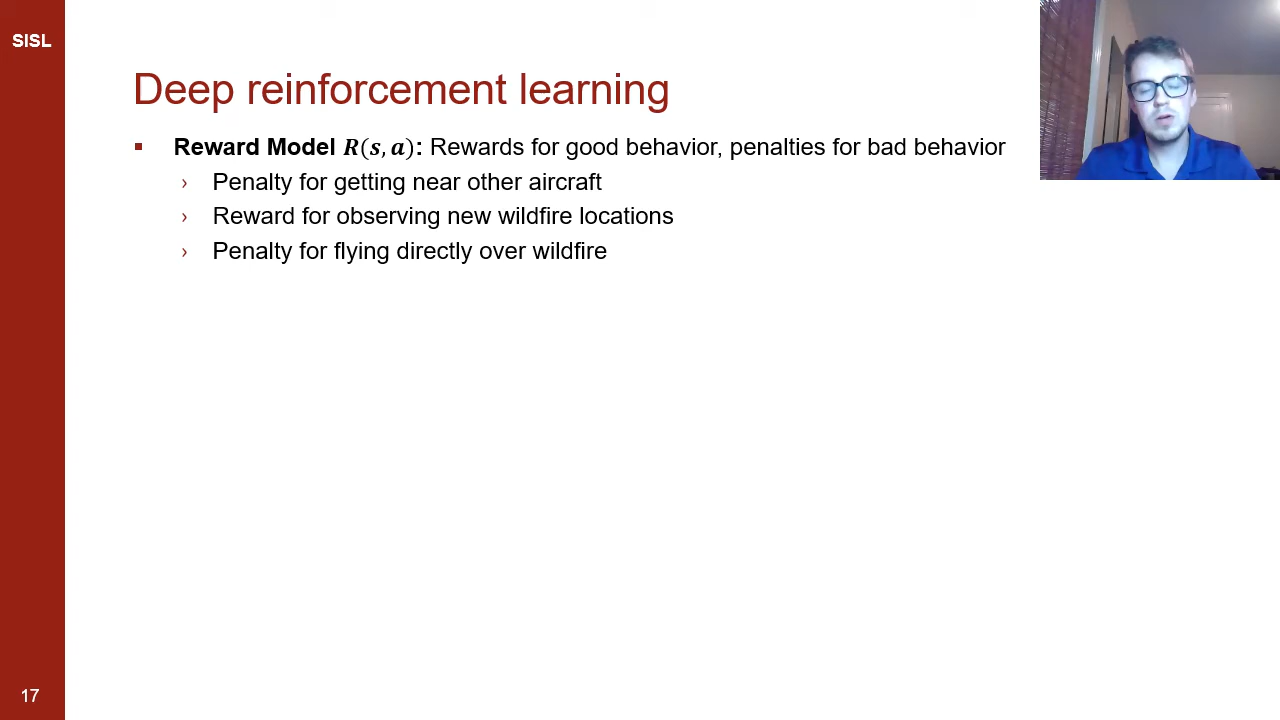 SISL
Deep reinforcement learning
▪ Reward Model R(s, a): Rewards for good behavior, penalties for bad behavior
› Penalty for getting near other aircraft
› Reward for observing new wildfire locations
› Penalty for flying directly over wildfire
17